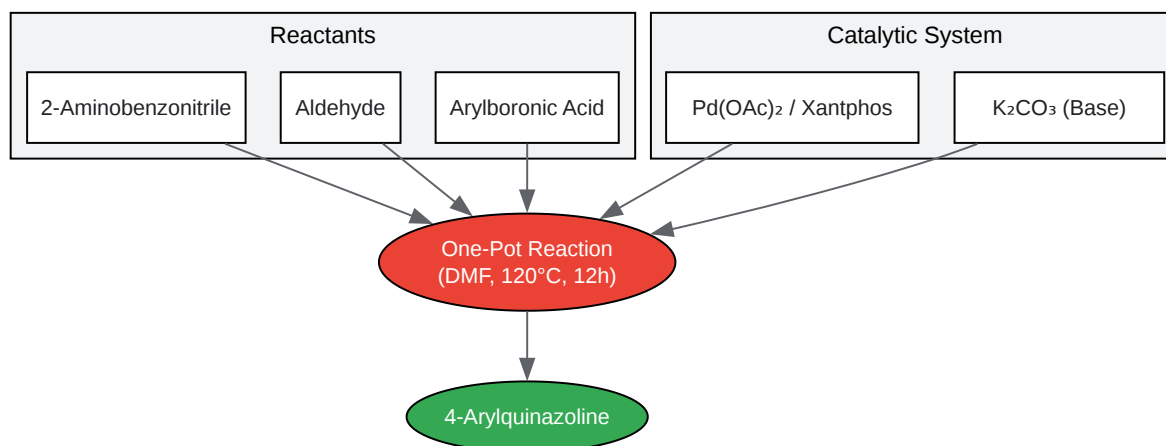 Reactants
Catalytic System
2-Aminobenzonitrile
Aldehyde
Arylboronic Acid
Pd(OAc)₂ / Xantphos
K₂CO₃ (Base)
One-Pot Reaction
(DMF, 120°C, 12h)
4-Arylquinazoline